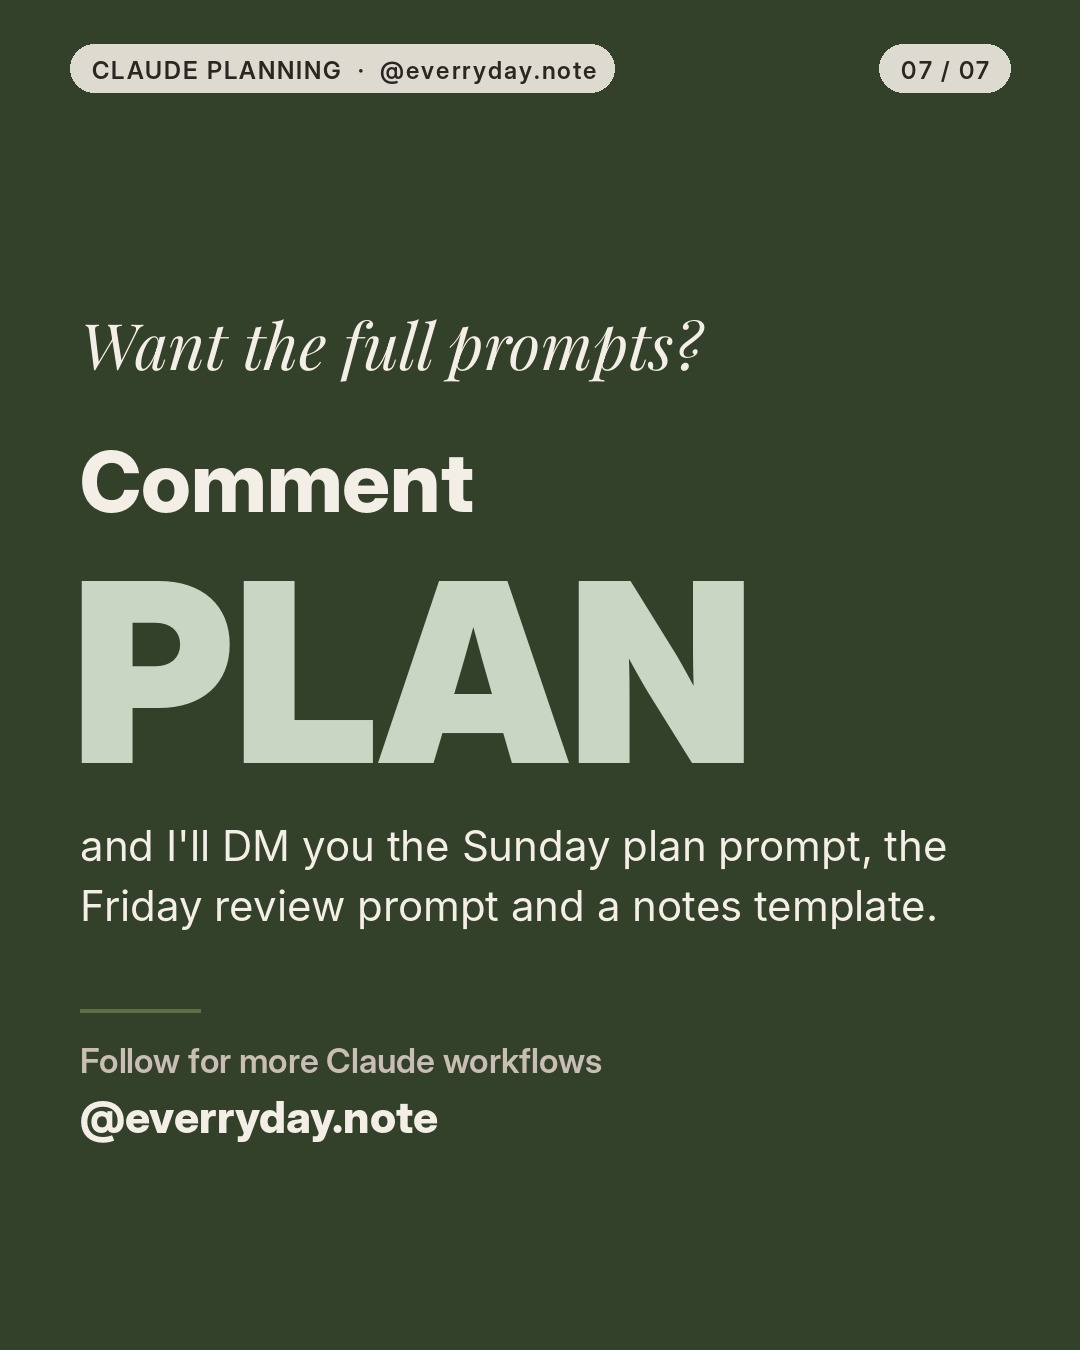 CLAUDE PLANNING · @everryday.note
07 / 07
Want the full prompts?
Comment
PLAN
and I'll DM you the Sunday plan prompt, the
Friday review prompt and a notes template.
Follow for more Claude workflows
@everryday.note